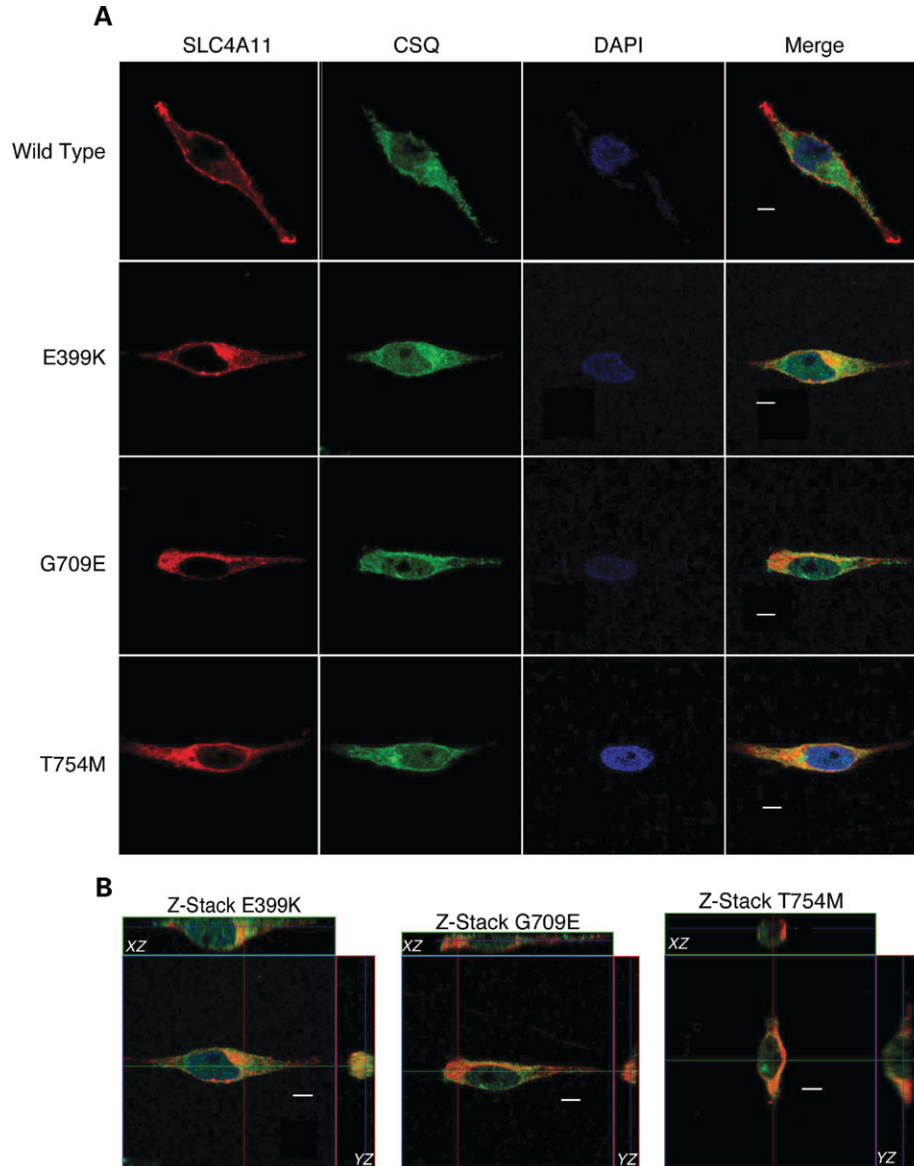 A
SLC4A11 CSQ DAPI Merge
Wild Type
E399K
G709E
T754M
B
Z-Stack E399K Z-Stack G709E Z-Stack T754M
XZ XZ XZ
YZ YZ YZ